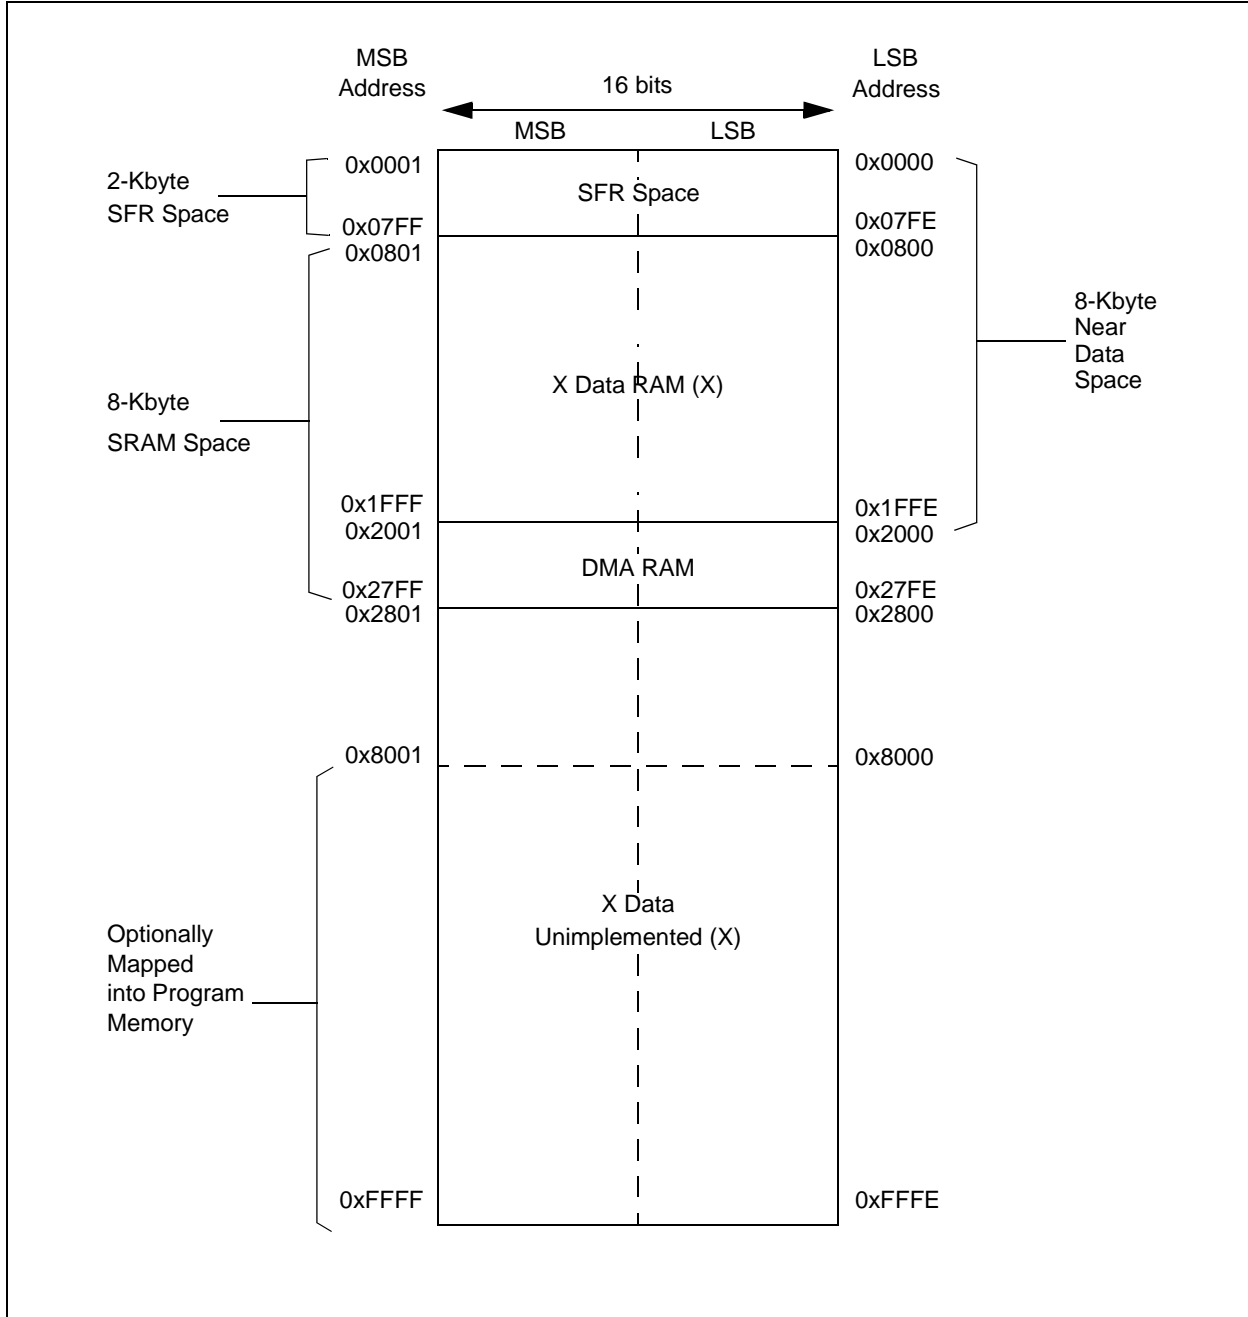 MSB
Address
LSB
Address
16 bits
MSB
LSB
0x0001
0x0000
2-Kbyte
SFR Space
SFR Space
0x07FF
0x07FE
0x0801
0x0800
8-Kbyte
Near
Data
Space
X Data RAM (X)
8-Kbyte
SRAM Space
0x1FFF
0x1FFE
0x2001
0x2000
DMA RAM
0x27FF
0x27FE
0x2801
0x2800
0x8001
0x8000
X Data
Unimplemented (X)
Optionally
Mapped
into Program
Memory
0xFFFF
0xFFFE